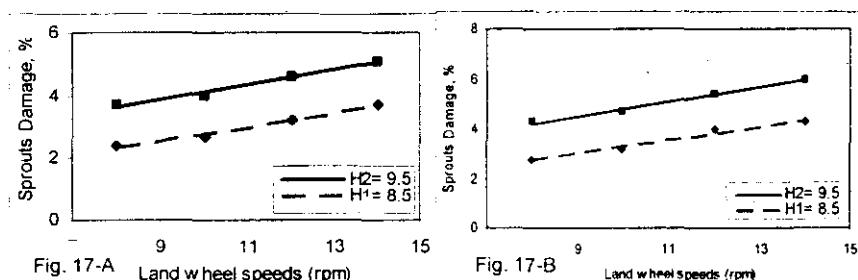 6
4
2
0
Sprouts Damage, %
H2= 9.5
H1= 8.5
9
11
13
15
Fig. 17-A
Land wheel speeds (rpm)
8
6
4
2
0
Sprouts Damage, %
H2= 9.5
H1= 8.5
9
11
13
15
Fig. 17-B
Land wheel speeds (rpm)